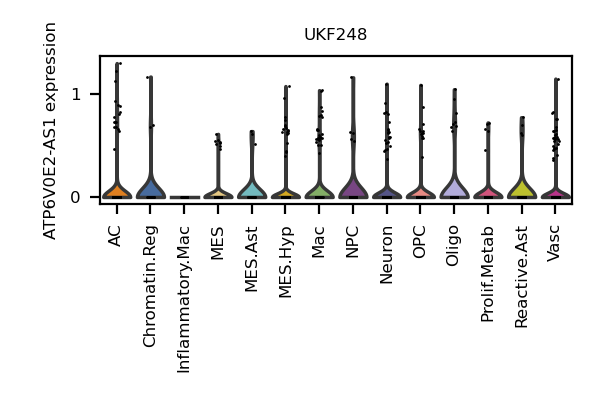 UKF248
ATP6V0E2-AS1 expression
1
0
AC
Chromatin.Reg
Inflammatory.Mac
MES
MES.Ast
MES.Hyp
Mac
NPC
Neuron
OPC
Oligo
Prolif.Metab
Reactive.Ast
Vasc